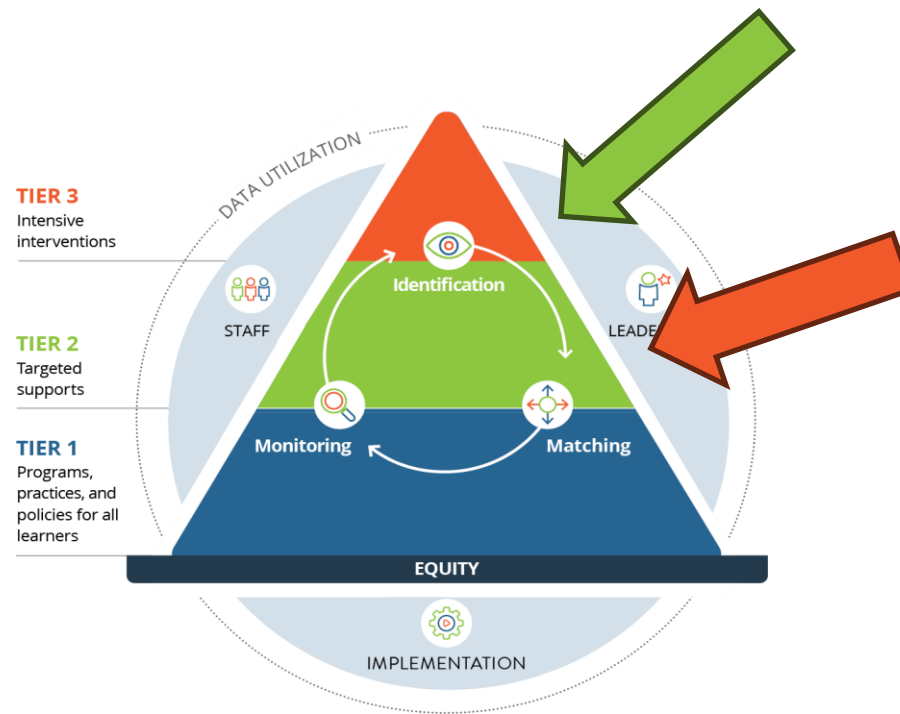 DATA UTILIZATION
TIER 3
Intensive
interventions
STAFF
TIER 2
Targeted
supports
TIER 1
Programs,
practices, and
policies for all
learners
Identification
Monitoring
Matching
EQUITY
IMPLEMENTATION